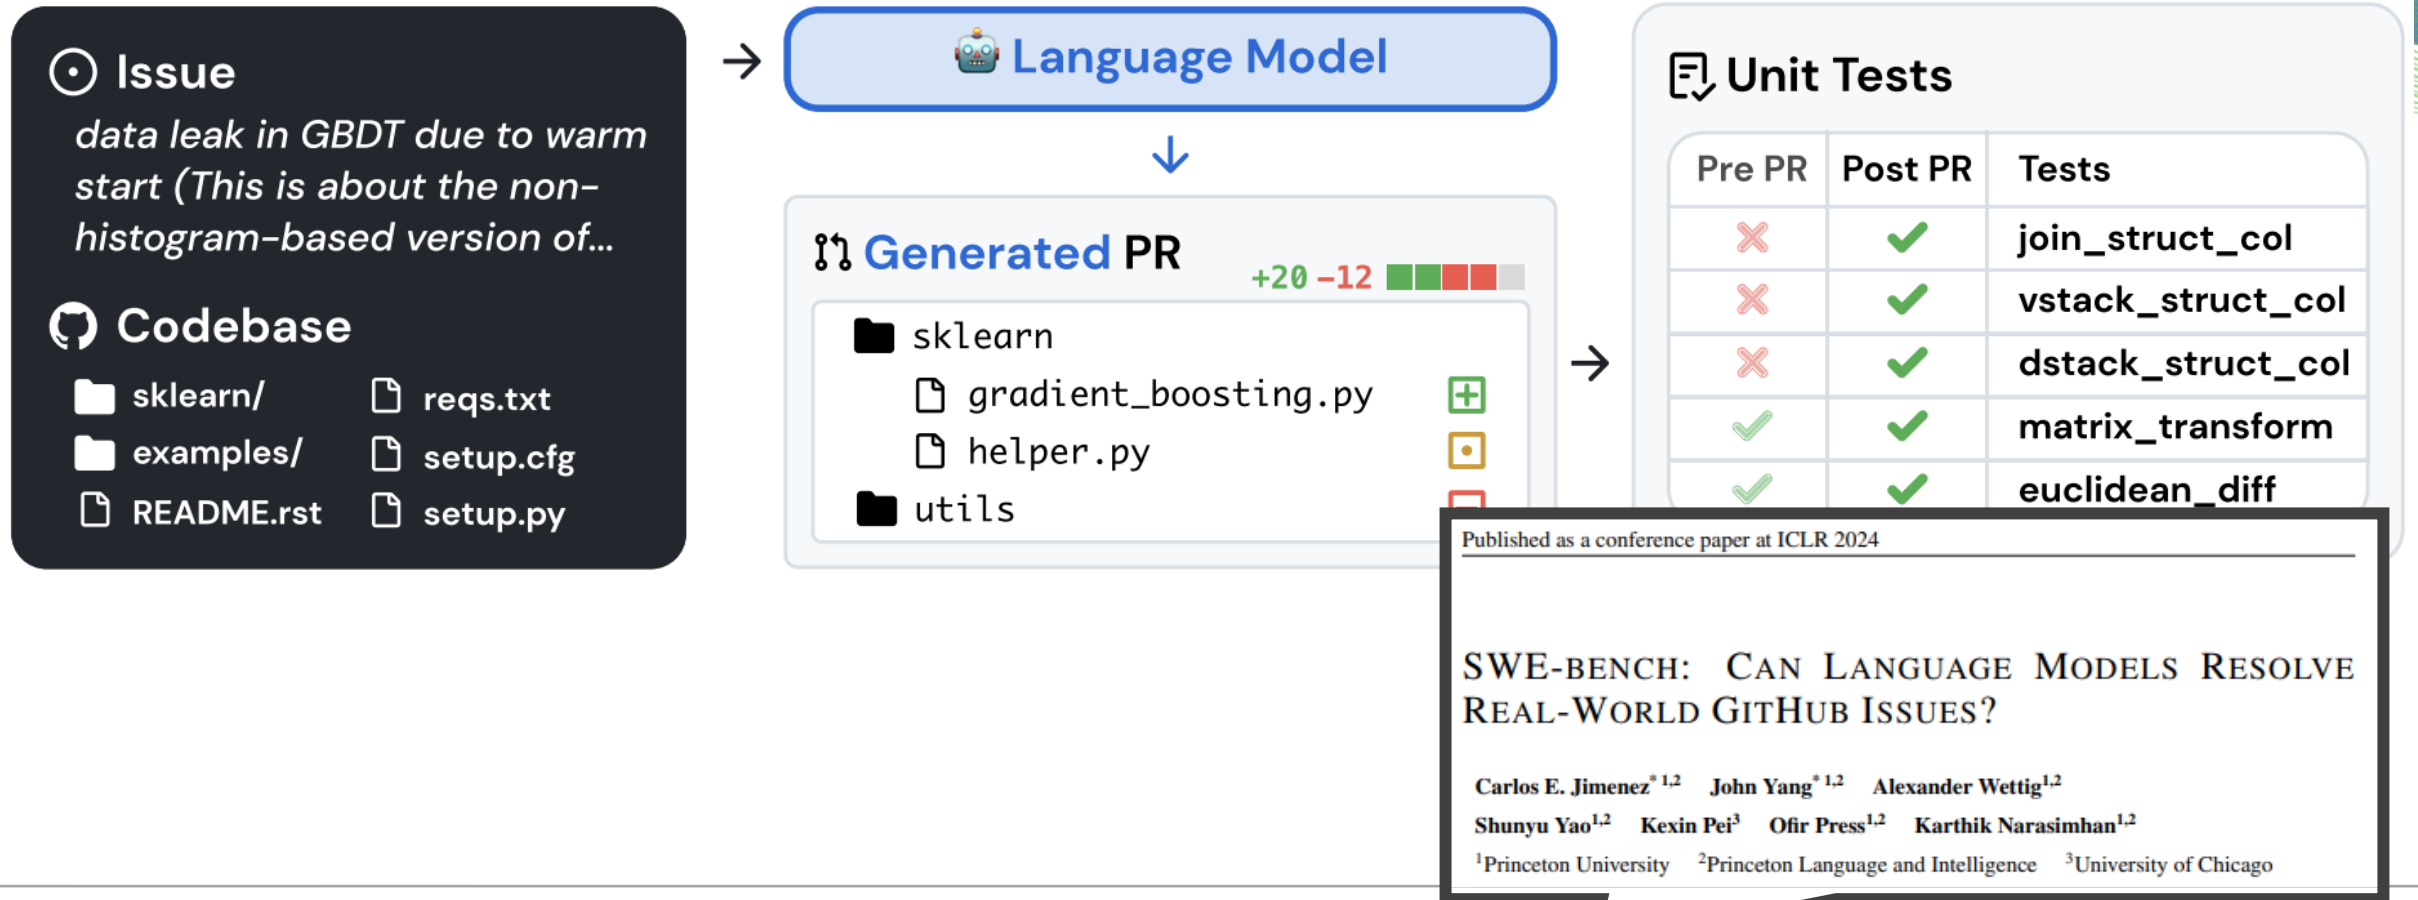 Issue
data leak in GBDT due to warm
start (This is about the non-
histogram-based version of...
Codebase
sklearn/
reqs.txt
examples/
setup.cfg
README.rst
setup.py
Language Model
Generated PR
+20 -12
sklearn
gradient_boosting.py
helper.py
utils
Unit Tests
Pre PR Post PR Tests
join_struct_col
vstack_struct_col
dstack_struct_col
matrix_transform
euclidean_diff
Published as a conference paper at ICLR 2024
SWE-BENCH: CAN LANGUAGE MODELS RESOLVE
REAL-WORLD GITHUB ISSUES?
Carlos E. Jimenez* 1,2 John Yang* 1,2 Alexander Wettig1,2
Shunyu Yao1,2 Kexin Pei3 Ofir Press1,2 Karthik Narasimhan1,2
1Princeton University 2Princeton Language and Intelligence 3University of Chicago